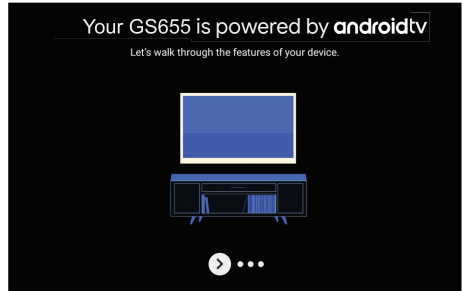 Your GS655 is powered by androidtv
Let's walk through the features of your device.